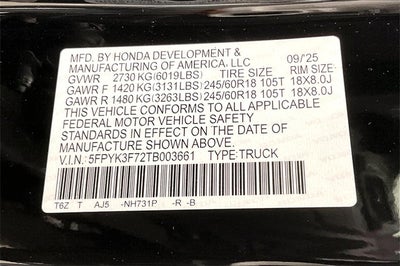 MFD. BY HONDA DEVELOPMENT &
MANUFACTURING OF AMERICA, LLC 09/'25
GVWR 2730 KG(6019LBS) TIRE SIZE RIM SIZE
GAWR F 1420 KG(3131LBS) 245/60R18 105T 18X8.0J
GAWR R 1480 KG(3263LBS) 245/60R18 105T 18X8.0J
THIS VEHICLE CONFORMS TO ALL APPLICABLE
FEDERAL MOTOR VEHICLE SAFETY
STANDARDS IN EFFECT ON THE DATE OF
MANUFACTURE SHOWN ABOVE.
V.I.N.: 5FPYK3F72TB003661 TYPE:TRUCK
T6Z T AJ5 -NH731P -R -B